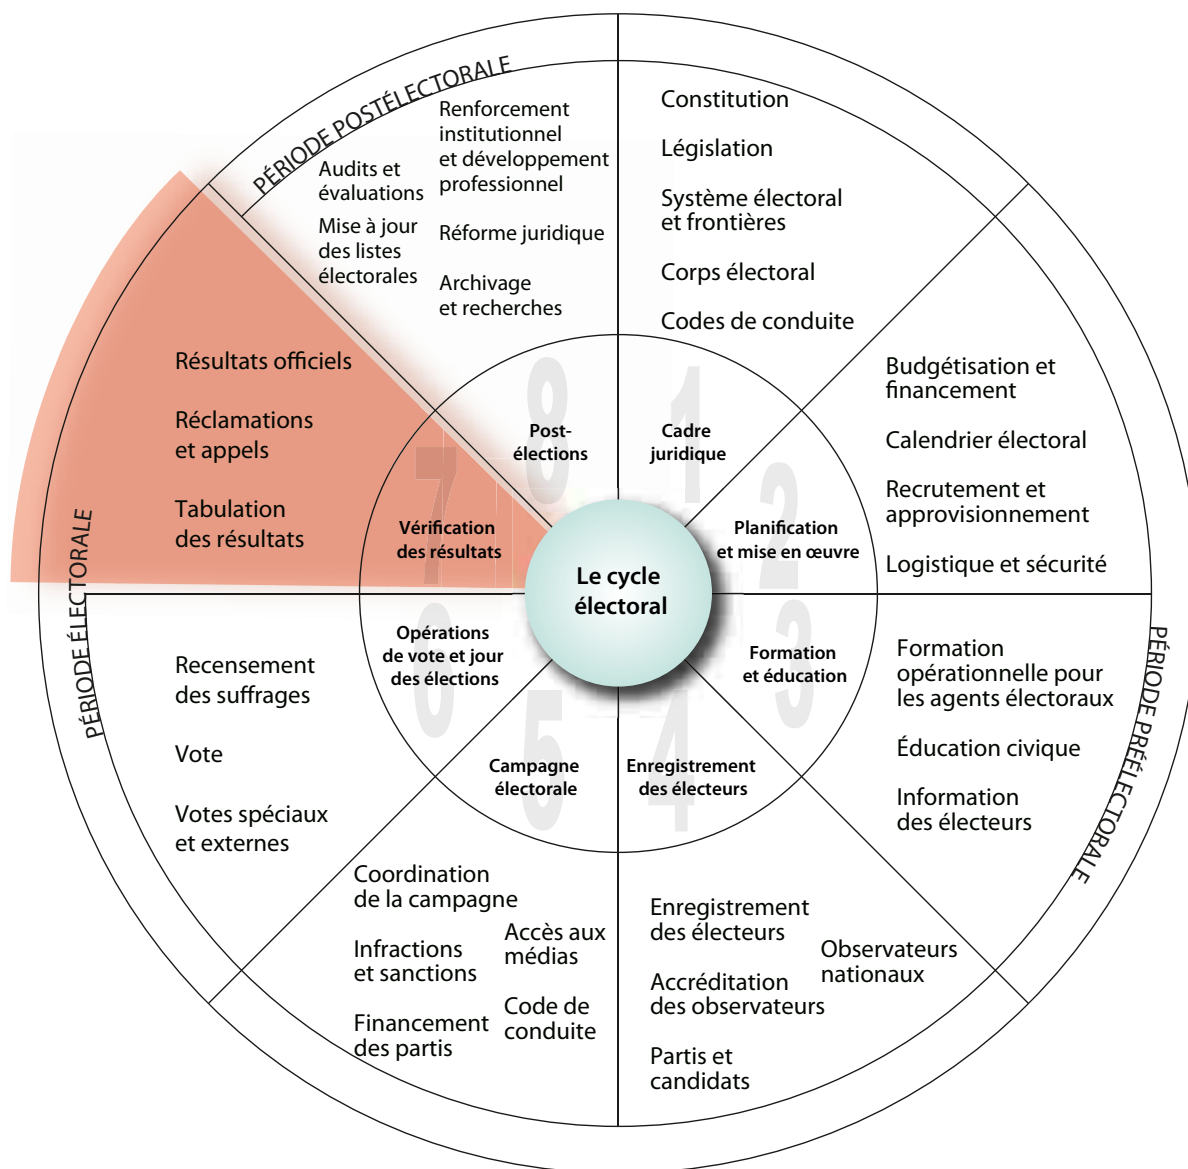 PÉRIODE POSTÉLECTORALE
Renforcement
institutionnel
et développement
professionnel
Audits et
évaluations
Mise à jour
des listes
électorales
Réforme juridique
Archivage
et recherches
Constitution
Législation
Système électoral
et frontières
Corps électoral
Codes de conduite
Budgétisation et
financement
Calendrier électoral
Recrutement et
approvisionnement
Logistique et sécurité
Résultats officiels
Réclamations
et appels
Tabulation
des résultats
8
Post-
élections
1
Cadre
juridique
7
Vérification
des résultats
2
Planification
et mise en œuvre
Le cycle
électoral
6
Opérations
de vote et jour
des élections
3
Formation
et éducation
5
Campagne
électorale
4
Enregistrement
des électeurs
PÉRIODE ÉLECTORALE
Recensement
des suffrages
Vote
Votes spéciaux
et externes
Formation
opérationnelle pour
les agents électoraux
Éducation civique
Information
des électeurs
PÉRIODE PRÉÉLECTORALE
Coordination
de la campagne
Infractions
et sanctions
Financement
des partis
Accès aux
médias
Code de
conduite
Enregistrement
des électeurs
Accréditation
des observateurs
Partis et
candidats
Observateurs
nationaux